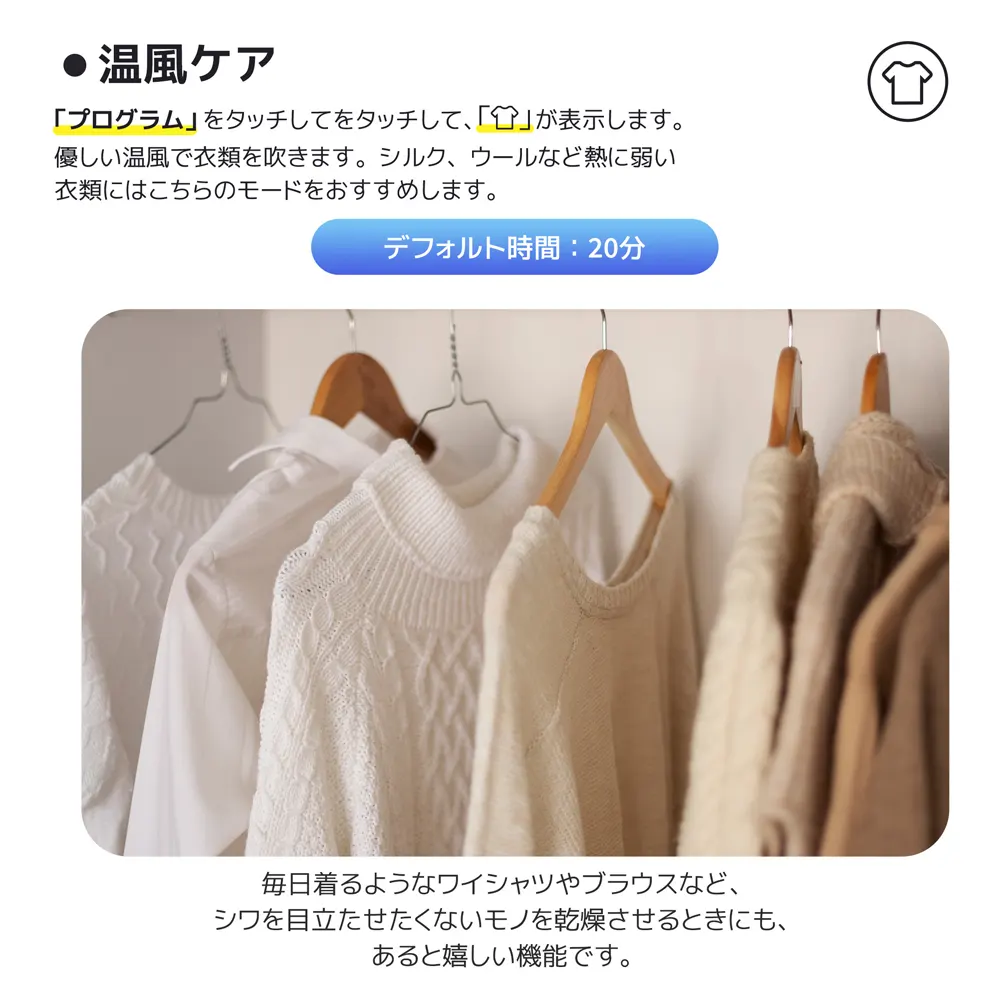 ● 温風ケア
「プログラム」をタッチしてをタッチして、「」が表示します。
優しい温風で衣類を吹きます。シルク、ウールなど熱に弱い
衣類にはこちらのモードをおすすめします。
デフォルト時間：20分
毎日着るようなワイシャツやブラウスなど、
シワを目立たせたくないモノを乾燥させるときにも、
あると嬉しい機能です。